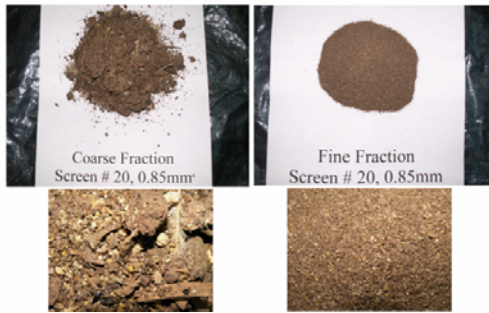 Coarse Fraction
Screen # 20, 0.85mm
Fine Fraction
Screen # 20, 0.85mm